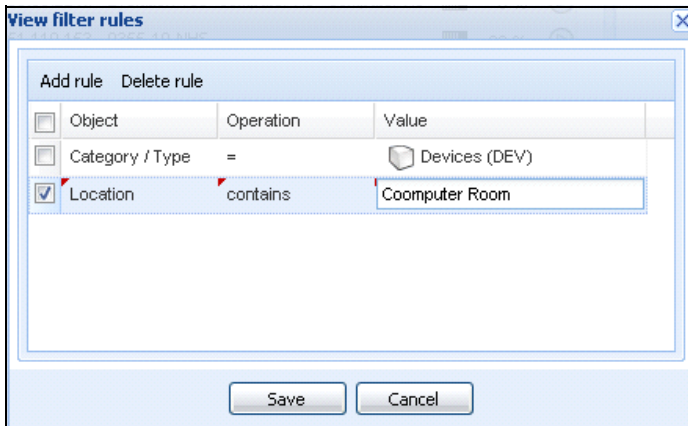 View filter rules
Add rule Delete rule
Object Operation Value
Category / Type = Devices (DEV)
Location contains Coomputer Room
Save Cancel